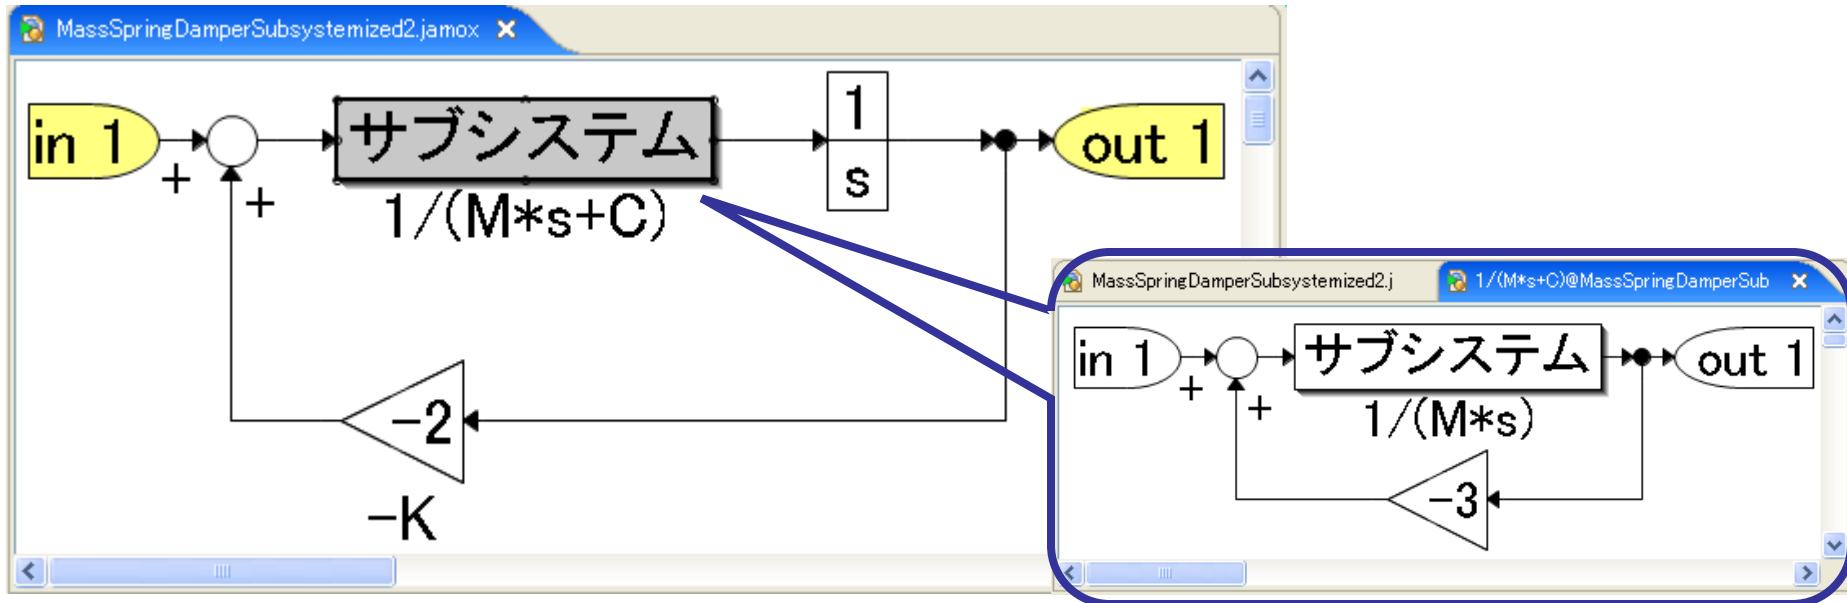 MassSpringDamperSubsystemized2.jamox
in 1
+
+
サブシステム
1/(M*s+C)
1
s
out 1
-2
-K
MassSpringDamperSubsystemized2.j
1/(M*s+C)@MassSpringDamperSub
in 1
+
+
サブシステム
1/(M*s)
out 1
-3